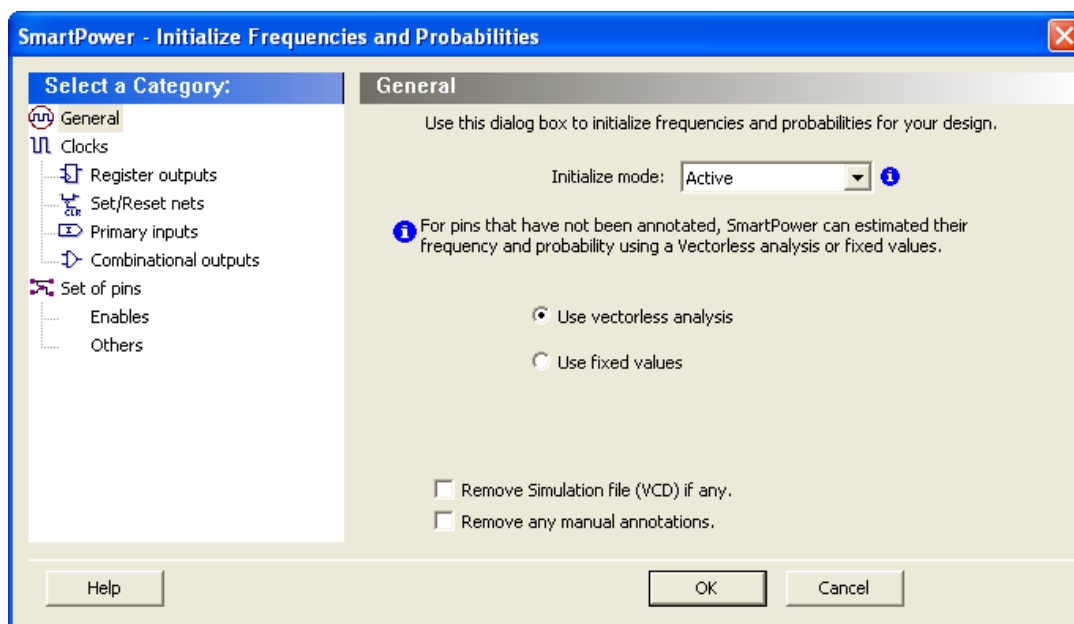 SmartPower - Initialize Frequencies and Probabilities
Select a Category:
General
Clocks
Register outputs
CLR
Set/Reset nets
Primary inputs
Combinational outputs
Set of pins
Enables
Others
General
Use this dialog box to initialize frequencies and probabilities for your design.
Initialize mode: Active
For pins that have not been annotated, SmartPower can estimated their
frequency and probability using a Vectorless analysis or fixed values.
Use vectorless analysis
Use fixed values
Remove Simulation file (VCD) if any.
Remove any manual annotations.
Help
OK
Cancel